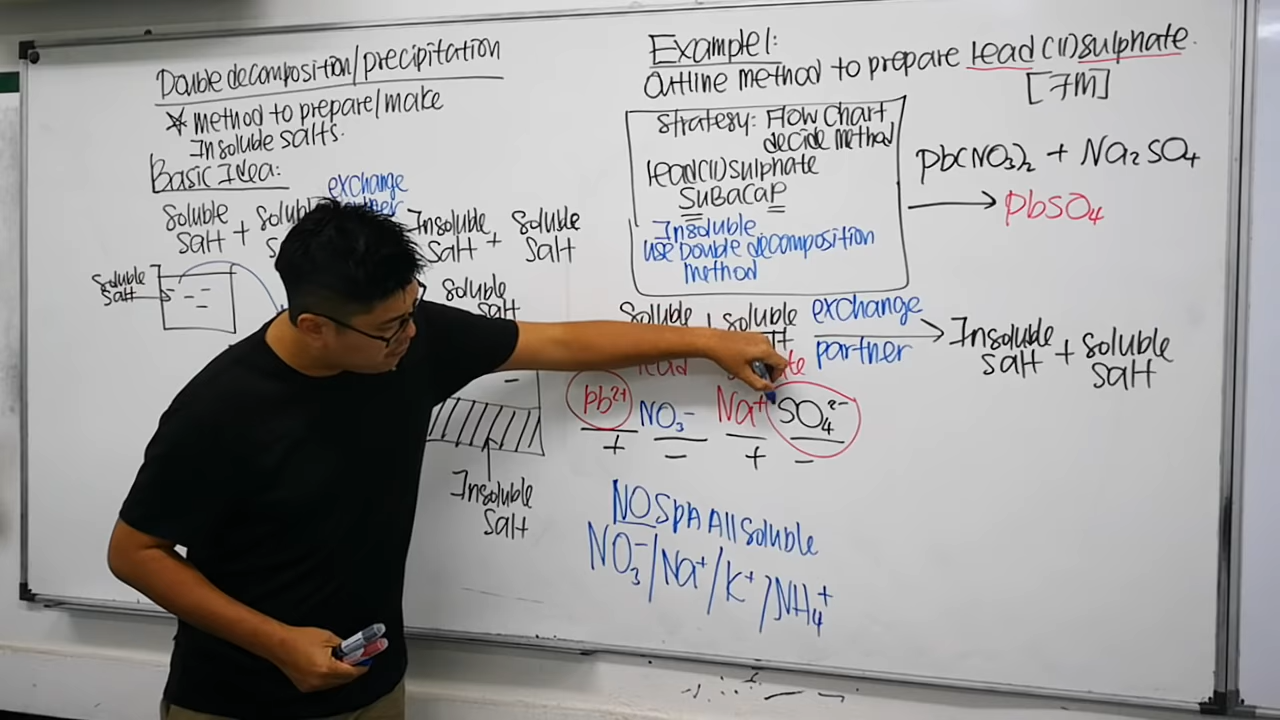 Double decomposition/precipitation
* method to prepare/make
Insoluble salts.
Basic Idea:
exchange
Soluble
salt +
Insoluble
salt + Soluble
salt
Soluble
salt
soluble
salt
Insoluble
salt
Example 1:
Outline method to prepare lead(II)sulphate.
[7M]
strategy: Flow chart
decide method
lead(II)sulphate
SuBaCaP
Insoluble
use Double decomposition
method
Pb(NO3)2 + Na2SO4
→ PbSO4
Soluble
+ soluble
exchange
partner
→ Insoluble
salt + soluble
salt
lead
Pb²⁺ NO3⁻ Na⁺ SO4²⁻
+ − + −
NOSPA All soluble
NO3⁻/Na⁺/K⁺/NH4⁺